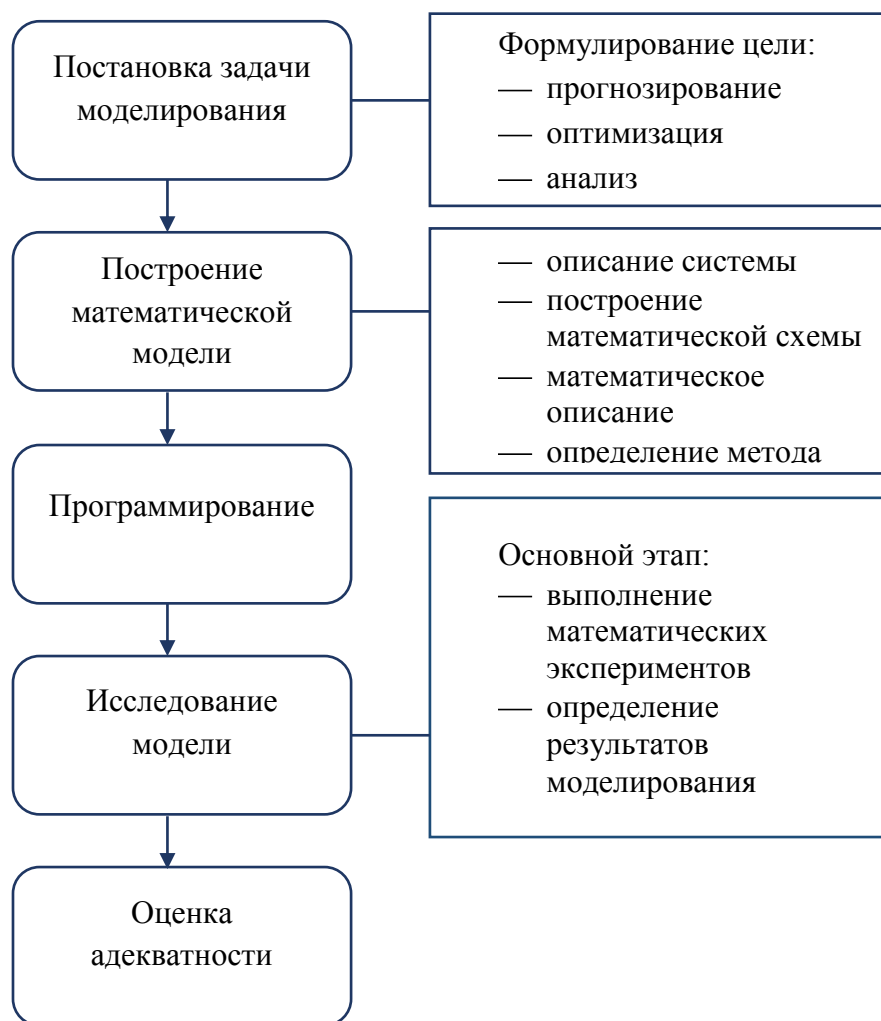 Постановка задачи
моделирования
Формулирование цели:
— прогнозирование
— оптимизация
— анализ
Построение
математической
модели
— описание системы
— построение
математической схемы
— математическое
описание
— определение метода
Программирование
Исследование
модели
Основной этап:
— выполнение
математических
экспериментов
— определение
результатов
моделирования
Оценка
адекватности